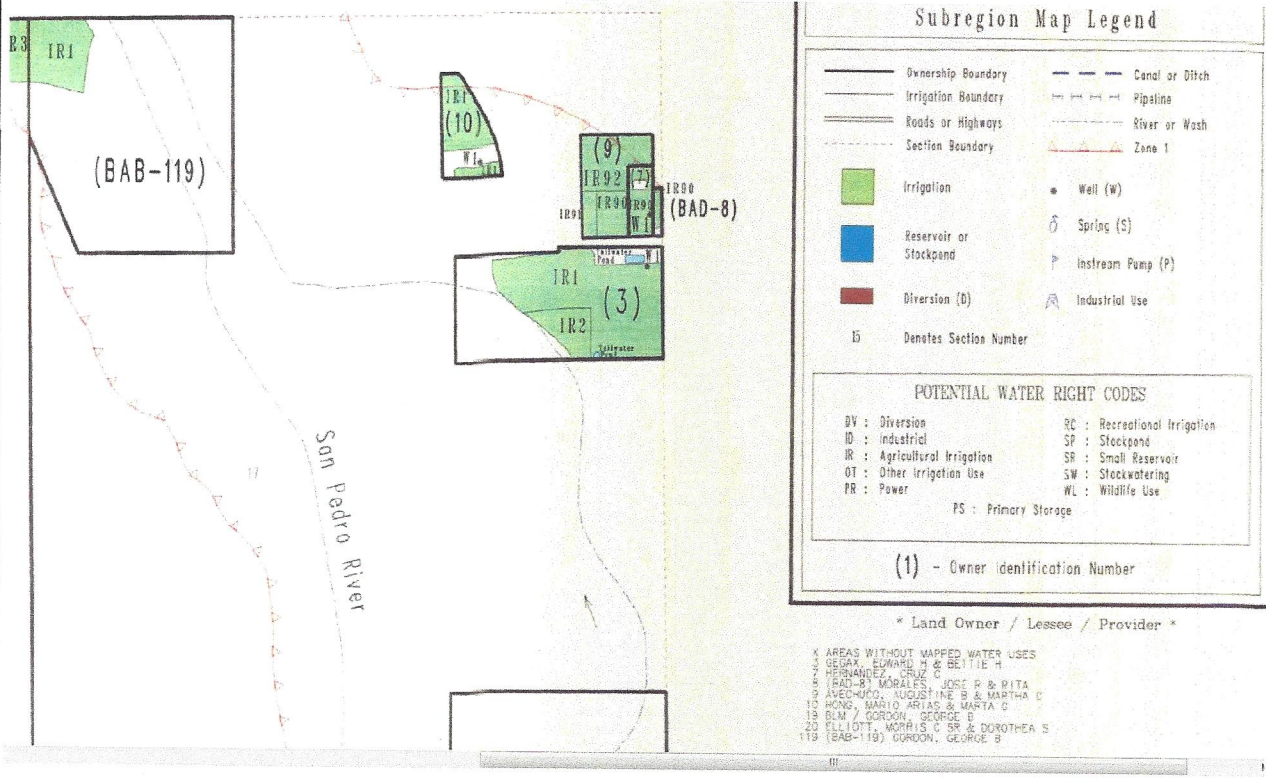 R3
IR1
(BAB-119)
IR1
(10)
W1
(9)
IR92
(7)
IR90
IR90
(BAD-8)
IR91
W1
Tailwater
Pond
W1
IR1
(3)
IR2
Tailwater
Pond
17
San Pedro River
Subregion Map Legend
Ownership Boundary
Canal or Ditch
Irrigation Boundary
Pipeline
Roads or Highways
River or Wash
Section Boundary
Zone 1
Irrigation
Well (W)
Spring (S)
Reservoir or
Stockpond
Instream Pump (P)
Diversion (D)
Industrial Use
15 Denotes Section Number
POTENTIAL WATER RIGHT CODES
DV : Diversion
RC : Recreational Irrigation
ID : Industrial
SP : Stockpond
IR : Agricultural Irrigation
SR : Small Reservoir
OT : Other Irrigation Use
SW : Stockwatering
PR : Power
WL : Wildlife Use
PS : Primary Storage
(1) - Owner Identification Number
* Land Owner / Lessee / Provider *
X AREAS WITHOUT MAPPED WATER USES
3 GEGAX, EDWARD H & BETTIE H
7 HERNANDEZ, CRUZ C
8 (BAD-8) MORALES, JOSE R & RITA
9 AVECHUCO, AUGUSTINE B & MARTHA C
10 HONG, MARIO ARIAS & MARTA G
19 BLM / GORDON, GEORGE B
20 ELLIOTT, MORRIS C SR & DOROTHEA S
119 (BAB-119) GORDON, GEORGE B